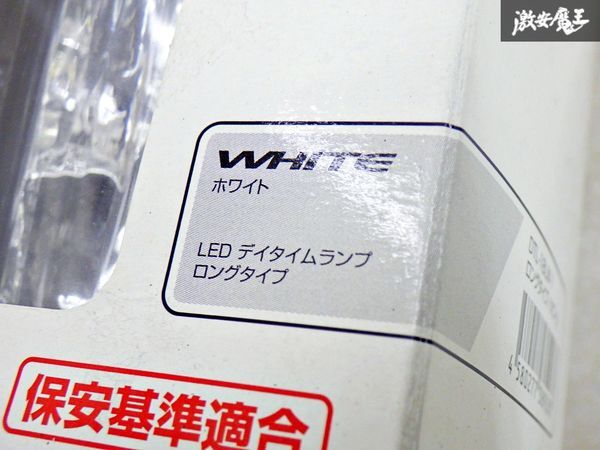 激安魔王
WHITE
ホワイト
LED デイタイムランプ
ロングタイプ
保安基準適合